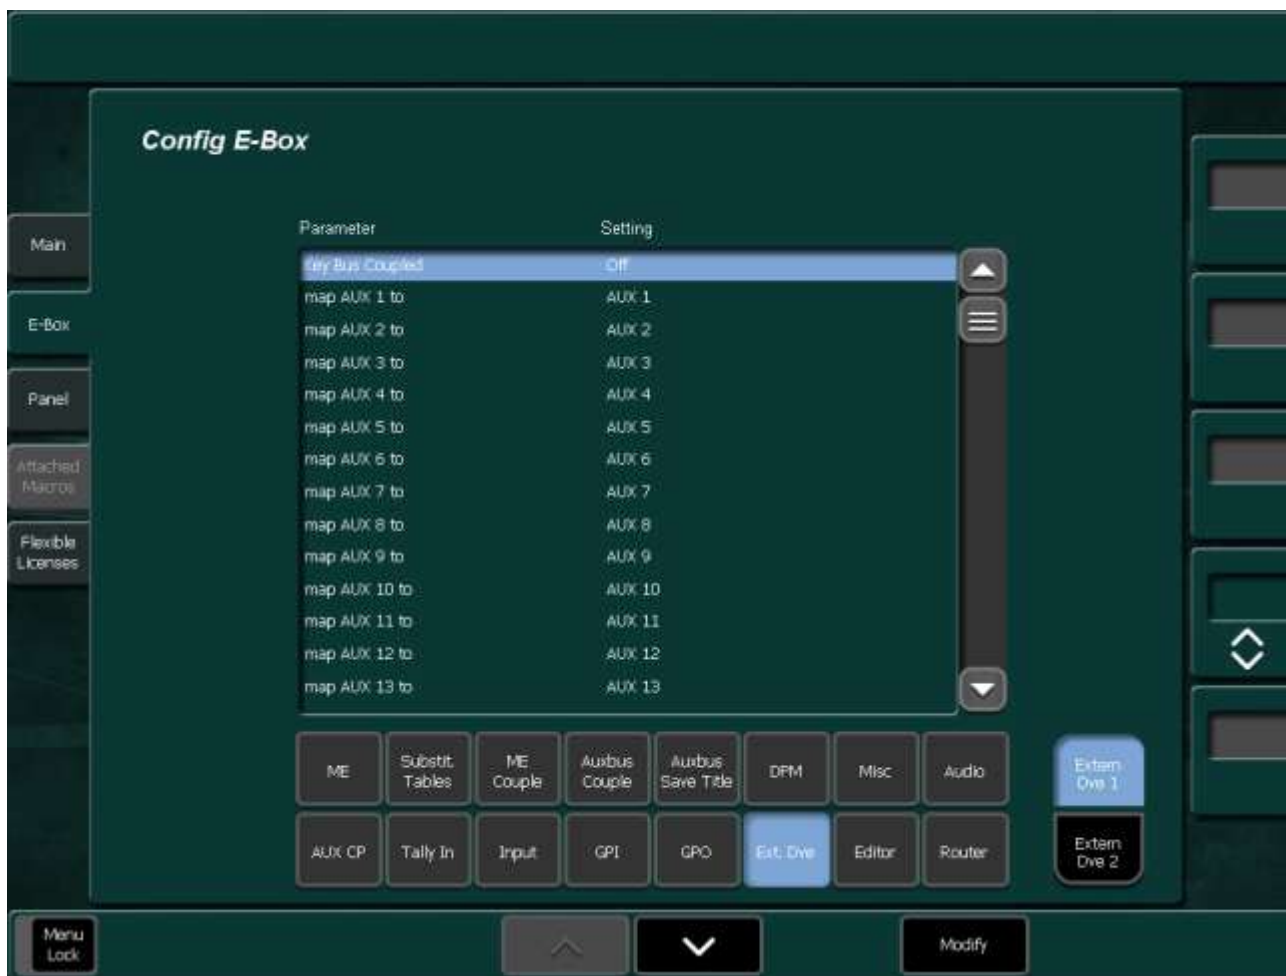 Config E-Box
Parameter Setting
Key Bus Coupled Off
map AUX 1 to AUX 1
map AUX 2 to AUX 2
map AUX 3 to AUX 3
map AUX 4 to AUX 4
map AUX 5 to AUX 5
map AUX 6 to AUX 6
map AUX 7 to AUX 7
map AUX 8 to AUX 8
map AUX 9 to AUX 9
map AUX 10 to AUX 10
map AUX 11 to AUX 11
map AUX 12 to AUX 12
map AUX 13 to AUX 13
Main
E-Box
Panel
Attached
Macros
Flexible
Licenses
ME
Substit.
Tables
ME
Couple
Auxbus
Couple
Auxbus
Save Title
DPM
Misc
Audio
Extern
Dve 1
AUX CP
Tally In
Input
GPI
GPO
Ext. Dve
Editor
Router
Extern
Dve 2
Menu
Lock
Modify